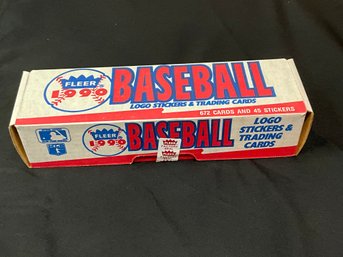 FLEER
1990
BASEBALL
LOGO STICKERS & TRADING CARDS
672 CARDS AND 45 STICKERS
FLEER
1990
BASEBALL
LOGO
STICKERS &
TRADING
CARDS